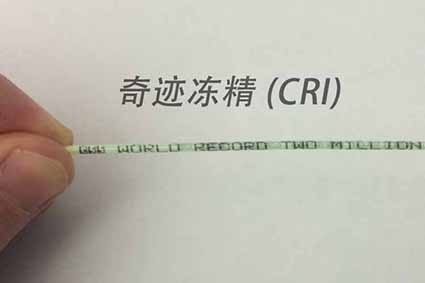 奇迹冻精 (CRI)
WORLD RECORD TWO MILLION